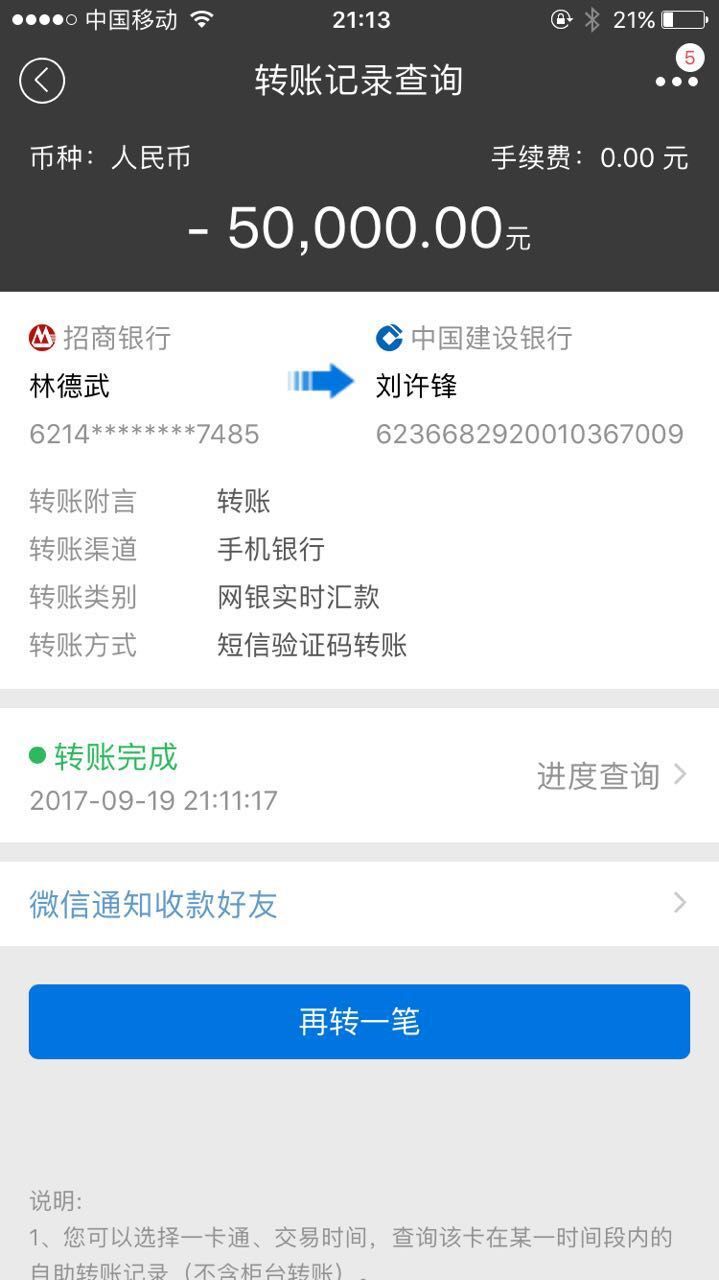 中国移动 21:13 21%
转账记录查询 5
币种：人民币 手续费：0.00 元
- 50,000.00元
招商银行 中国建设银行
林德武 刘许锋
6214********7485 6236682920010367009
转账附言 转账
转账渠道 手机银行
转账类别 网银实时汇款
转账方式 短信验证码转账
转账完成
2017-09-19 21:11:17 进度查询
微信通知收款好友
再转一笔
说明:
1、您可以选择一卡通、交易时间，查询该卡在某一时间段内的
自助转账记录（不含柜台转账）。